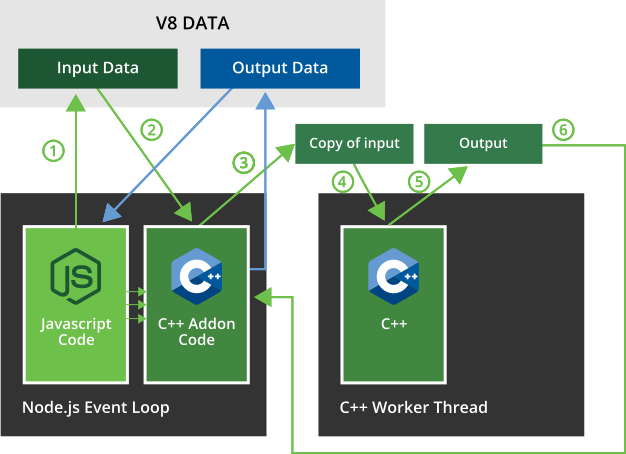 V8 DATA
Input Data
Output Data
1
2
3
4
5
6
Copy of input
Output
JS
Javascript
Code
C++
C++ Addon
Code
C++
C++
Node.js Event Loop
C++ Worker Thread